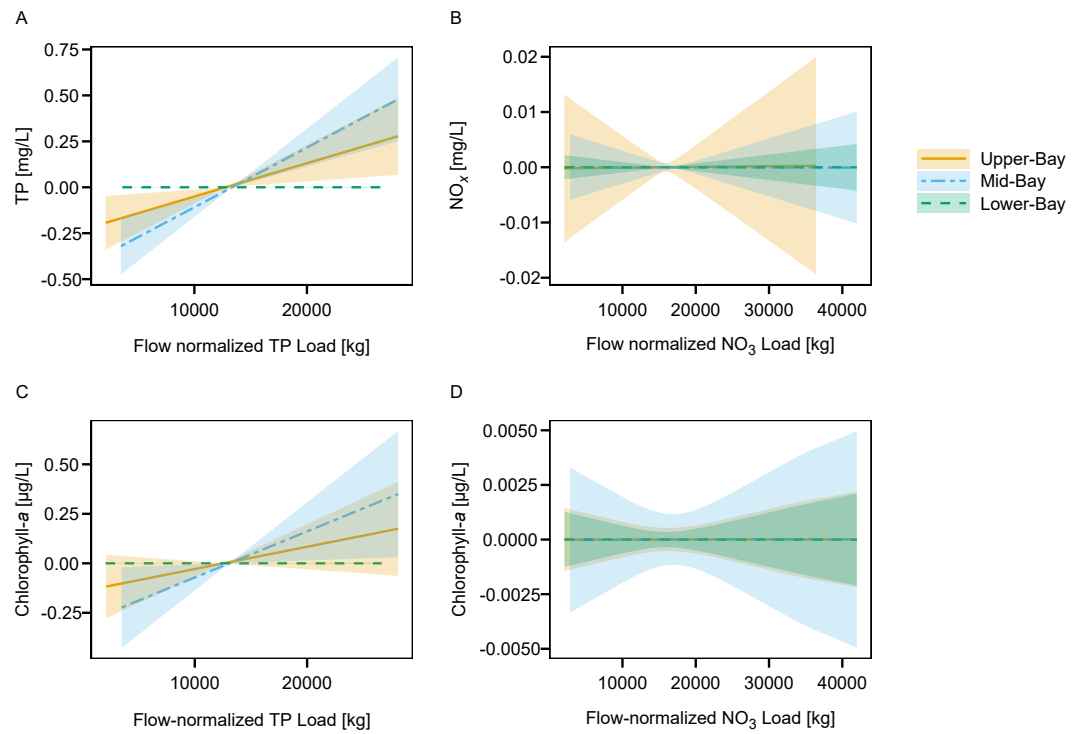 A
TP [mg/L]
0.75
0.50
0.25
0.00
-0.25
-0.50
10000 20000
Flow normalized TP Load [kg]
B
NOx [mg/L]
0.02
0.01
0.00
-0.01
-0.02
10000 20000 30000 40000
Flow normalized NO3 Load [kg]
Upper-Bay
Mid-Bay
Lower-Bay
C
Chlorophyll-a [µg/L]
0.50
0.25
0.00
-0.25
10000 20000
Flow-normalized TP Load [kg]
D
Chlorophyll-a [µg/L]
0.0050
0.0025
0.0000
-0.0025
-0.0050
10000 20000 30000 40000
Flow-normalized NO3 Load [kg]